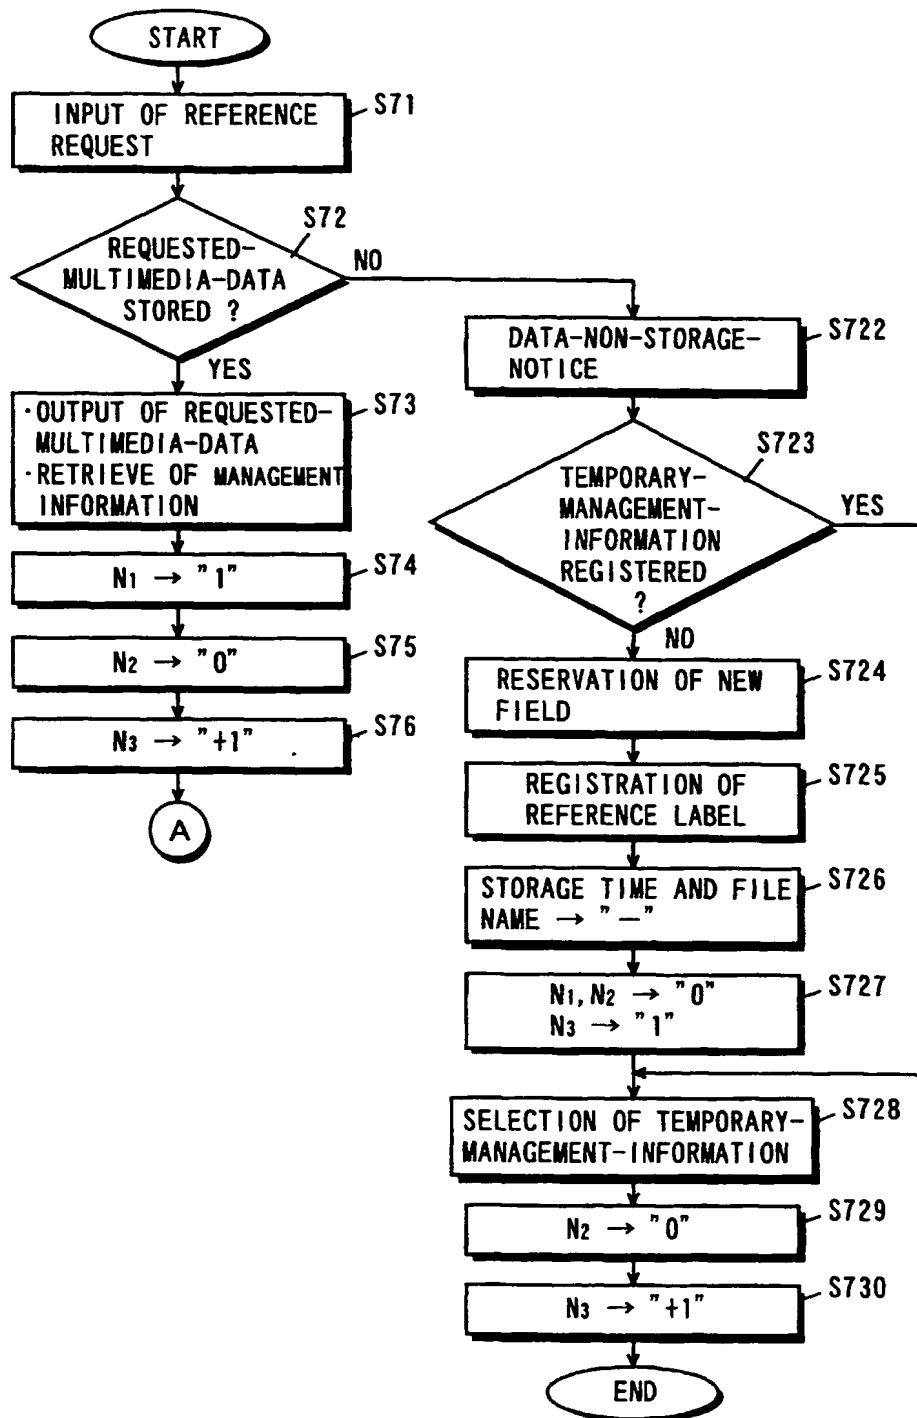 START
INPUT OF REFERENCE
REQUEST
S71
REQUESTED-
MULTIMEDIA-DATA
STORED ?
S72
NO
YES
·OUTPUT OF REQUESTED-
MULTIMEDIA-DATA
·RETRIEVE OF MANAGEMENT
INFORMATION
S73
N1 → "1"
S74
N2 → "0"
S75
N3 → "+1"
S76
A
DATA-NON-STORAGE-
NOTICE
S722
TEMPORARY-
MANAGEMENT-
INFORMATION
REGISTERED
?
S723
YES
NO
RESERVATION OF NEW
FIELD
S724
REGISTRATION OF
REFERENCE LABEL
S725
STORAGE TIME AND FILE
NAME → "—"
S726
N1, N2 → "0"
N3 → "1"
S727
SELECTION OF TEMPORARY-
MANAGEMENT-INFORMATION
S728
N2 → "0"
S729
N3 → "+1"
S730
END